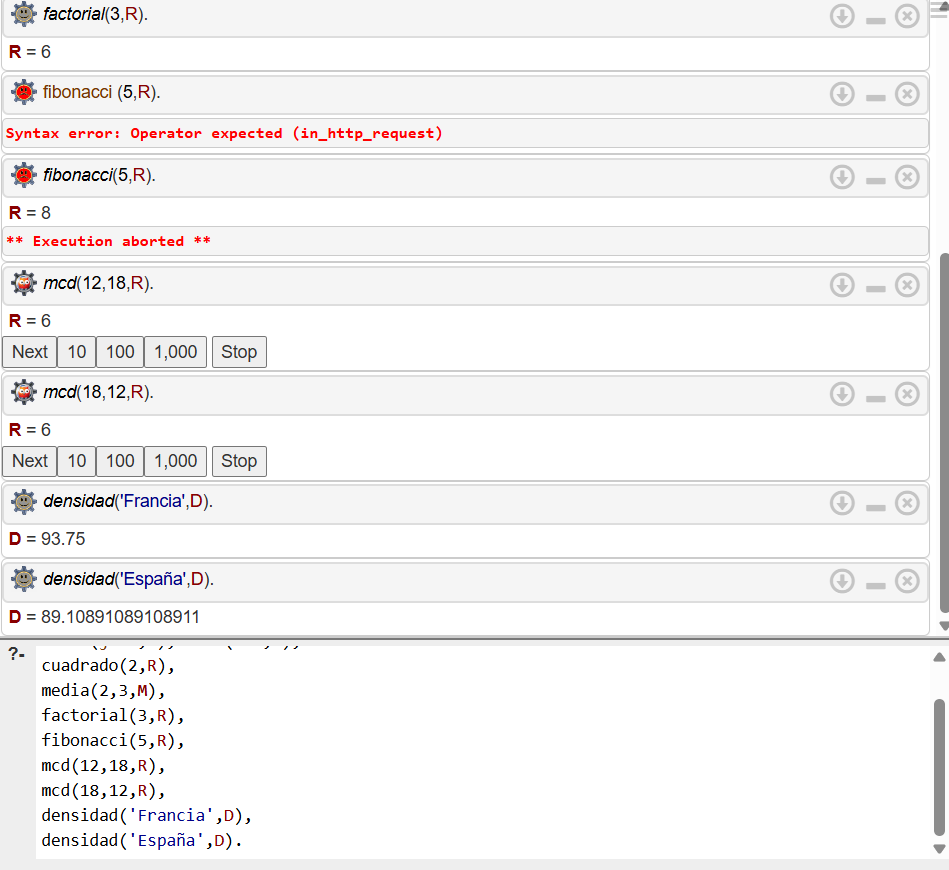 factorial(3,R).
R = 6
fibonacci (5,R).
Syntax error: Operator expected (in_http_request)
fibonacci(5,R).
R = 8
** Execution aborted **
mcd(12,18,R).
R = 6
Next 10 100 1,000 Stop
mcd(18,12,R).
R = 6
Next 10 100 1,000 Stop
densidad('Francia',D).
D = 93.75
densidad('España',D).
D = 89.10891089108911
?-
cuadrado(2,R),
media(2,3,M),
factorial(3,R),
fibonacci(5,R),
mcd(12,18,R),
mcd(18,12,R),
densidad('Francia',D),
densidad('España',D).